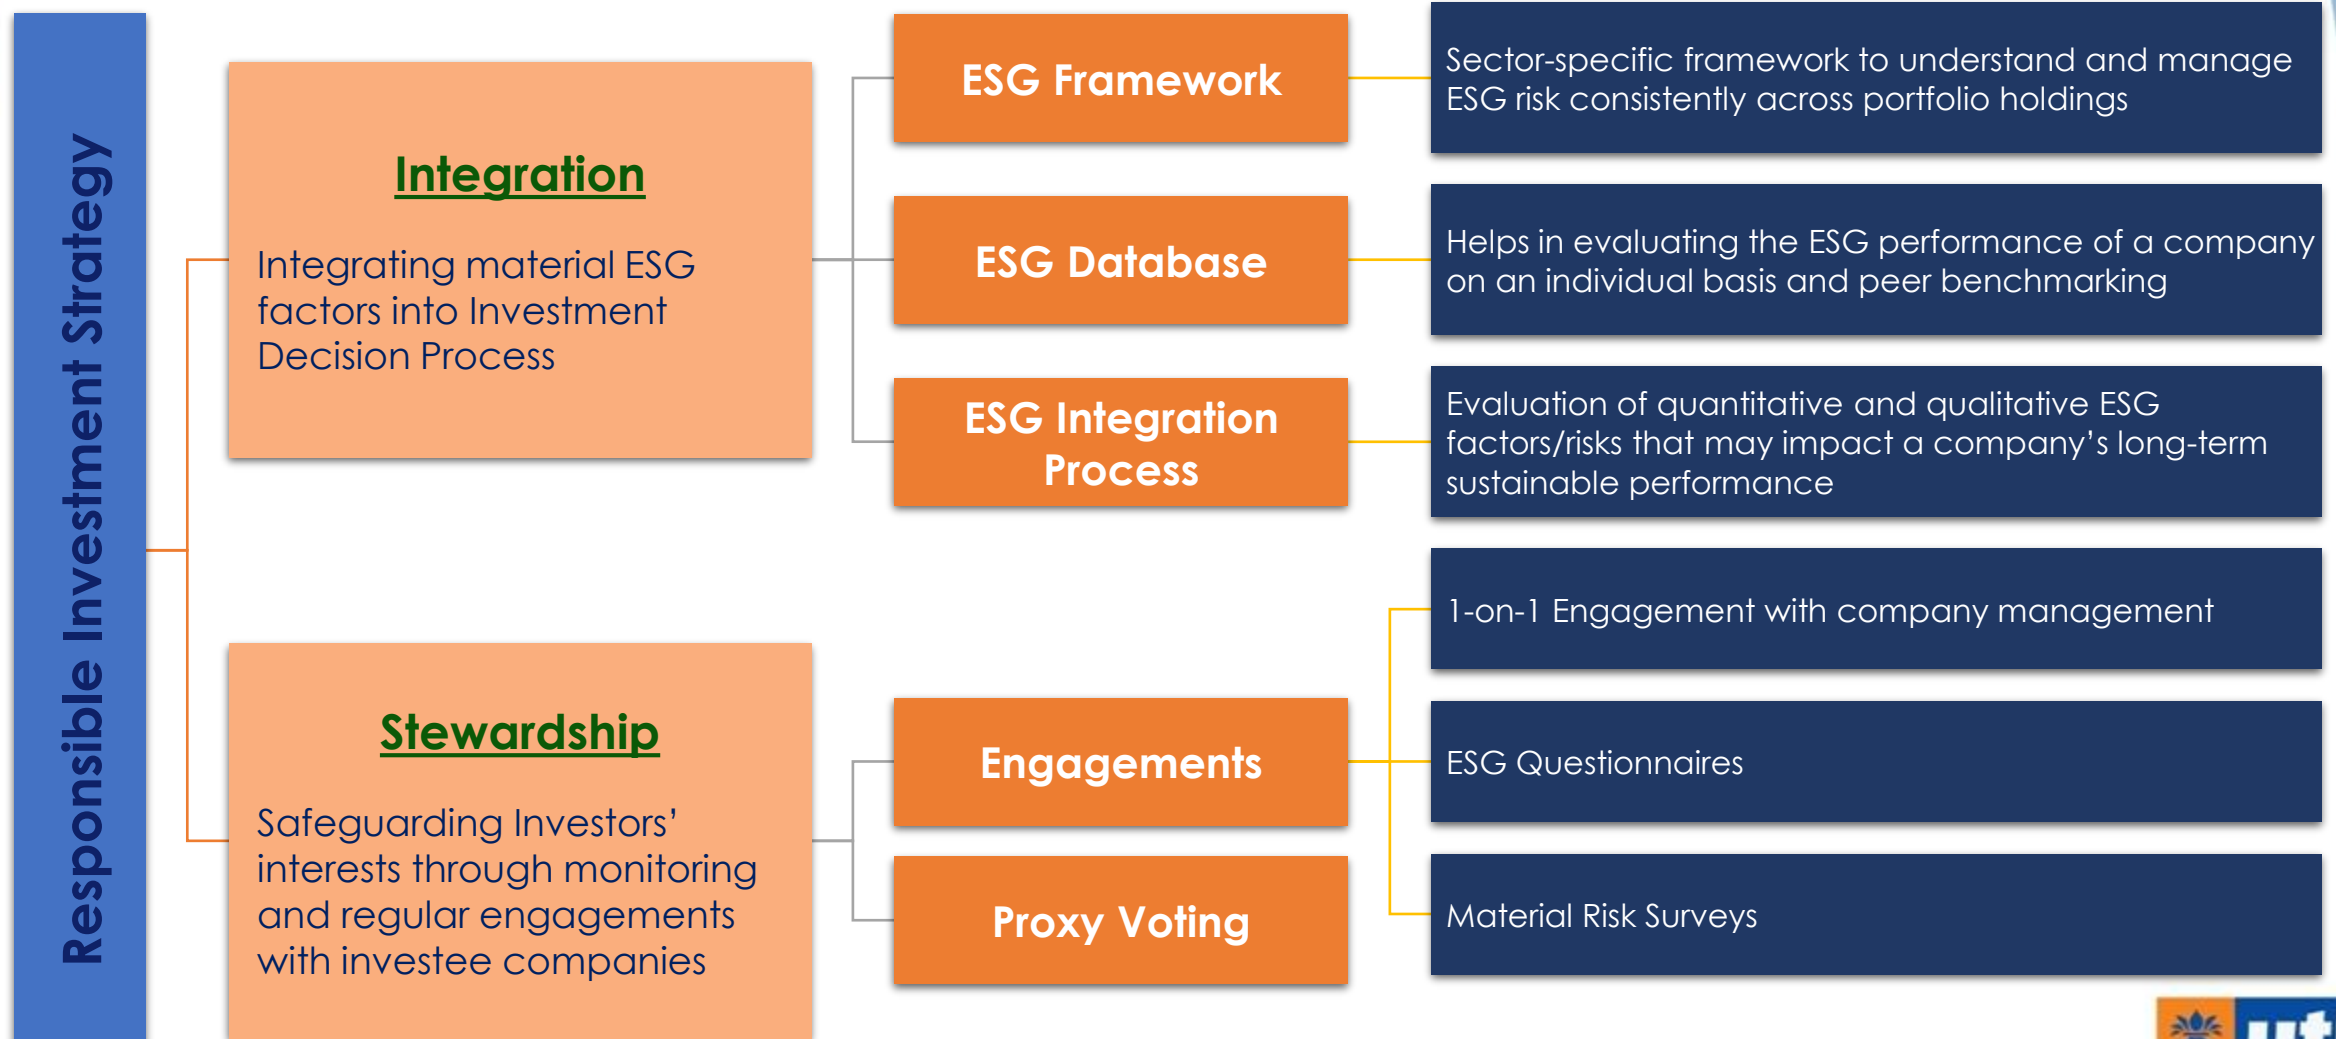 Responsible Investment Strategy
Integration
Integrating material ESG
factors into Investment
Decision Process
ESG Framework
Sector-specific framework to understand and manage
ESG risk consistently across portfolio holdings
ESG Database
Helps in evaluating the ESG performance of a company
on an individual basis and peer benchmarking
ESG Integration
Process
Evaluation of quantitative and qualitative ESG
factors/risks that may impact a company’s long-term
sustainable performance
Stewardship
Safeguarding Investors’
interests through monitoring
and regular engagements
with investee companies
Engagements
1-on-1 Engagement with company management
ESG Questionnaires
Material Risk Surveys
Proxy Voting